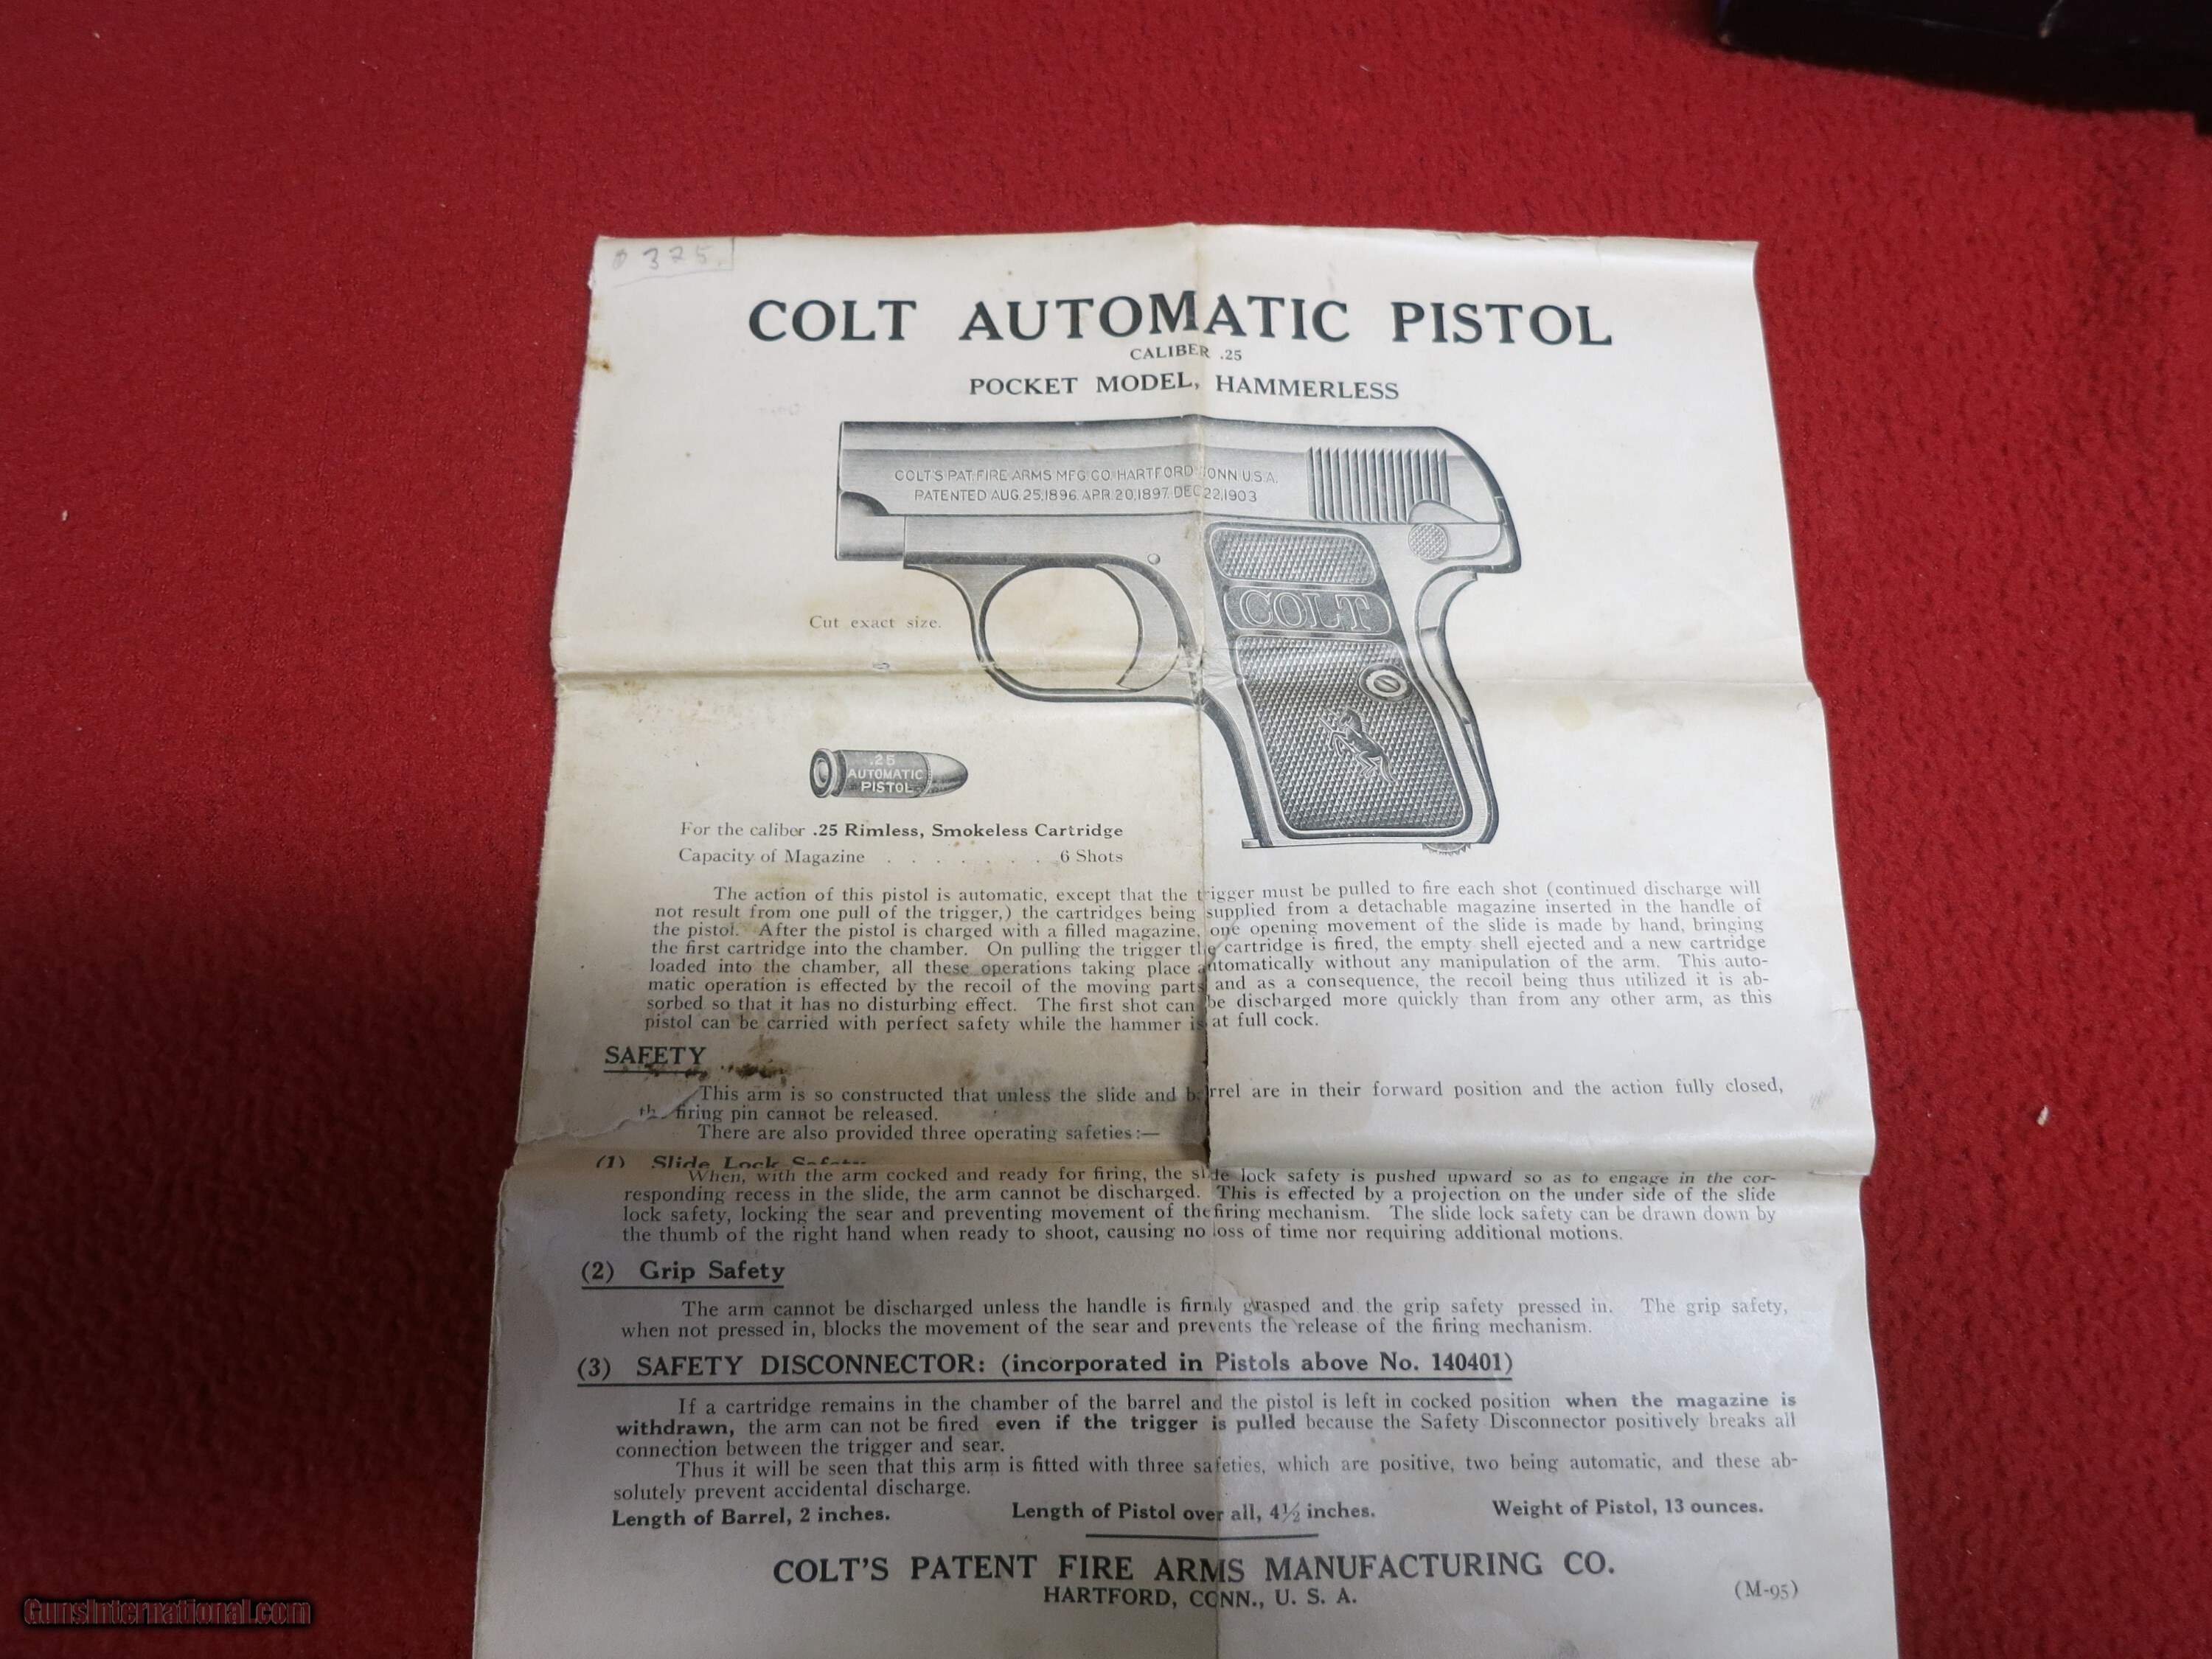 325.
COLT AUTOMATIC PISTOL
CALIBER .25
POCKET MODEL, HAMMERLESS
COLT'S PAT. FIRE ARMS MFG. CO. HARTFORD CONN. U.S.A.
PATENTED AUG. 25, 1896. APR. 20, 1897. DEC. 22, 1903
COLT
Cut exact size.
.25
AUTOMATIC
PISTOL
For the caliber .25 Rimless, Smokeless Cartridge
Capacity of Magazine . . . . . . . 6 Shots
The action of this pistol is automatic, except that the trigger must be pulled to fire each shot (continued discharge will
not result from one pull of the trigger,) the cartridges being supplied from a detachable magazine inserted in the handle of
the pistol. After the pistol is charged with a filled magazine, one opening movement of the slide is made by hand, bringing
the first cartridge into the chamber. On pulling the trigger the cartridge is fired, the empty shell ejected and a new cartridge
loaded into the chamber, all these operations taking place automatically without any manipulation of the arm. This auto-
matic operation is effected by the recoil of the moving parts and as a consequence, the recoil being thus utilized it is ab-
sorbed so that it has no disturbing effect. The first shot can be discharged more quickly than from any other arm, as this
pistol can be carried with perfect safety while the hammer is at full cock.
SAFETY
This arm is so constructed that unless the slide and barrel are in their forward position and the action fully closed,
the firing pin cannot be released.
There are also provided three operating safeties:—
(1) Slide Lock Safety
When, with the arm cocked and ready for firing, the slide lock safety is pushed upward so as to engage in the cor-
responding recess in the slide, the arm cannot be discharged. This is effected by a projection on the under side of the slide
lock safety, locking the sear and preventing movement of the firing mechanism. The slide lock safety can be drawn down by
the thumb of the right hand when ready to shoot, causing no loss of time nor requiring additional motions.
(2) Grip Safety
The arm cannot be discharged unless the handle is firmly grasped and the grip safety pressed in. The grip safety,
when not pressed in, blocks the movement of the sear and prevents the release of the firing mechanism.
(3) SAFETY DISCONNECTOR: (incorporated in Pistols above No. 140401)
If a cartridge remains in the chamber of the barrel and the pistol is left in cocked position when the magazine is
withdrawn, the arm can not be fired even if the trigger is pulled because the Safety Disconnector positively breaks all
connection between the trigger and sear.
Thus it will be seen that this arm is fitted with three safeties, which are positive, two being automatic, and these ab-
solutely prevent accidental discharge.
Length of Barrel, 2 inches. Length of Pistol over all, 4½ inches. Weight of Pistol, 13 ounces.
COLT'S PATENT FIRE ARMS MANUFACTURING CO.
HARTFORD, CONN., U. S. A.
(M-95)
GunsInternational.com